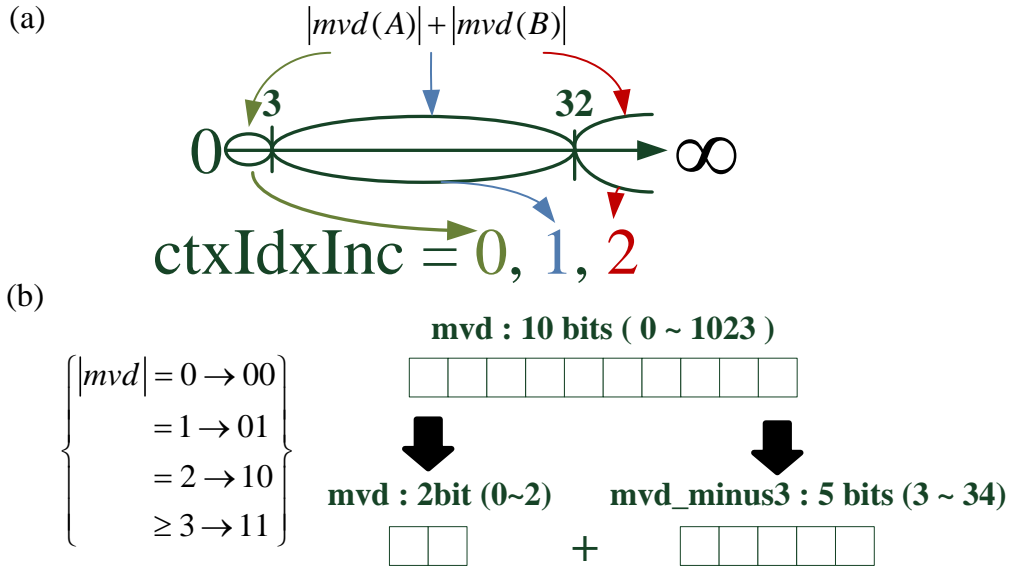 (a)
|mvd(A)|+|mvd(B)|
3
32
0
∞
ctxIdxInc = 0, 1, 2
(b)
mvd : 10 bits ( 0 ~ 1023 )
|mvd| = 0 → 00
= 1 → 01
= 2 → 10
≥ 3 → 11
mvd : 2bit (0~2)
mvd_minus3 : 5 bits (3 ~ 34)
+